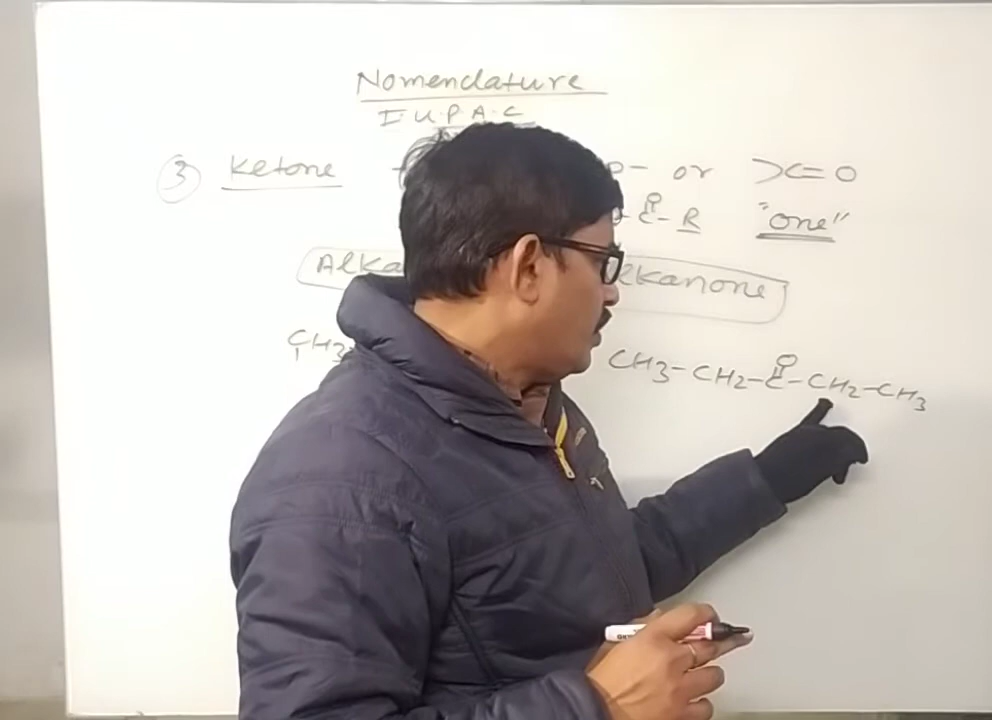 Nomenclature
I.U.P.A.C
③ Ketone or >C=O
O
C-R "one"
Alka lkanone
CH3
O
CH3-CH2-C-CH2-CH3